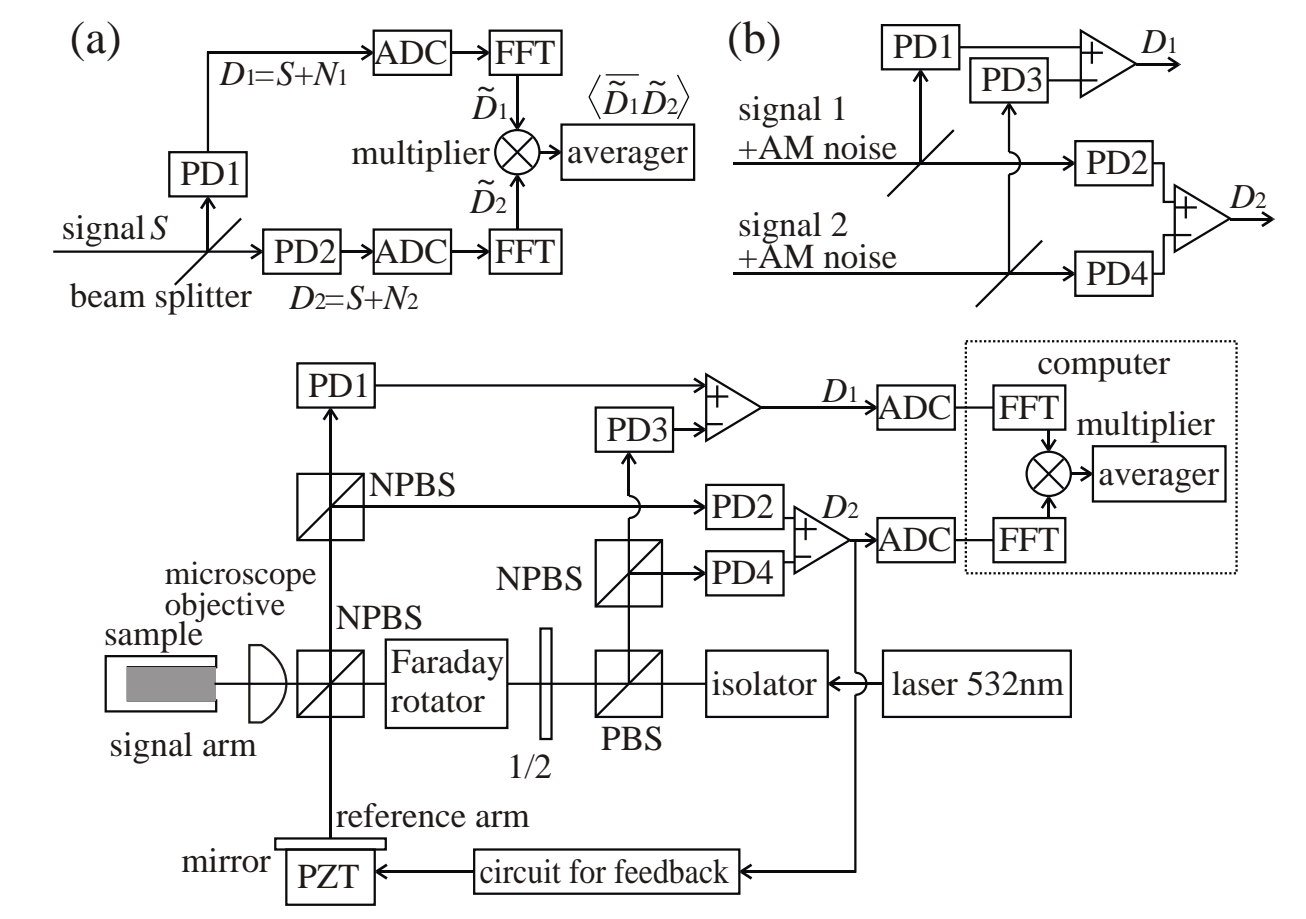 (a)
ADC
FFT
D1=S+N1
D̃1
⟨D̃1D̃2⟩
multiplier
averager
PD1
D̃2
signal S
PD2
ADC
FFT
beam splitter
D2=S+N2
(b)
PD1
+
D1
PD3
−
signal 1
+AM noise
PD2
+
D2
signal 2
+AM noise
−
PD4
computer
PD1
+
D1
ADC
FFT
PD3
−
multiplier
NPBS
averager
PD2
D2
+
ADC
FFT
NPBS
PD4
−
microscope
objective
NPBS
sample
Faraday
rotator
isolator
laser 532nm
signal arm
PBS
1/2
reference arm
mirror
PZT
circuit for feedback